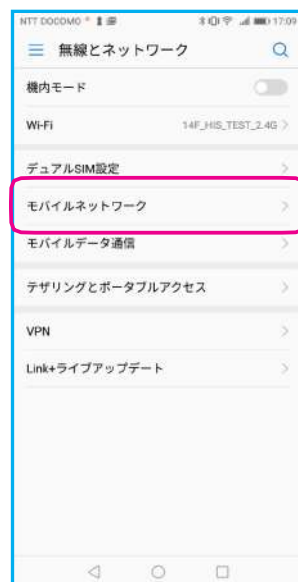 NTT DOCOMO 17:09
無線とネットワーク
機内モード
Wi-Fi 14F_HIS_TEST_2.4G
デュアルSIM設定
モバイルネットワーク
モバイルデータ通信
テザリングとポータブルアクセス
VPN
Link+ライブアップデート